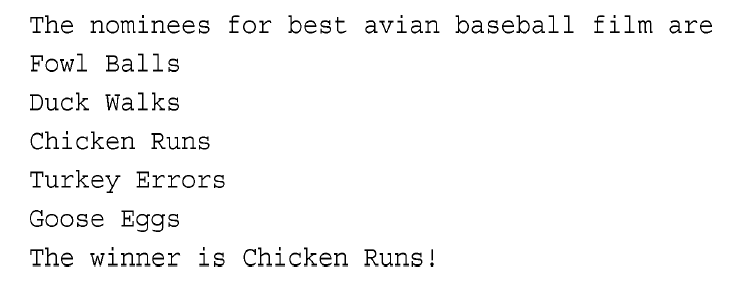 The nominees for best avian baseball film are
Fowl Balls
Duck Walks
Chicken Runs
Turkey Errors
Goose Eggs
The winner is Chicken Runs!